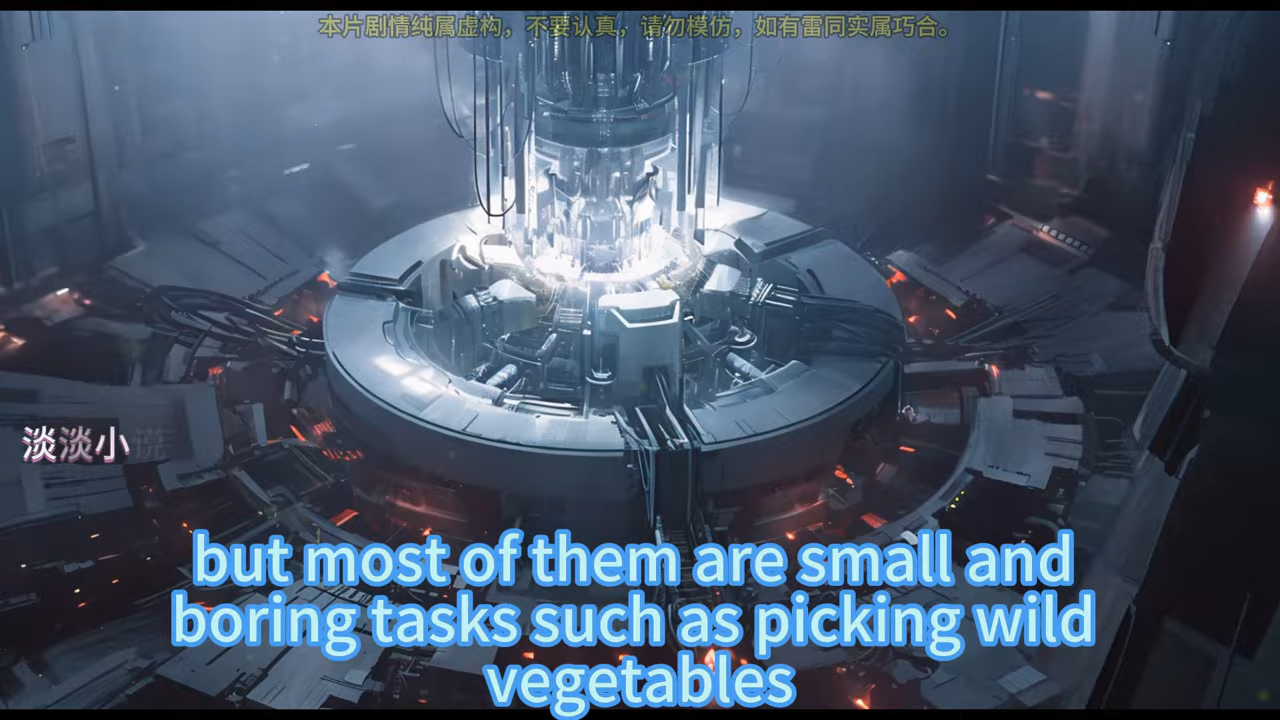 本片剧情纯属虚构，不要认真，请勿模仿，如有雷同实属巧合。
淡淡小说
but most of them are small and
boring tasks such as picking wild
vegetables